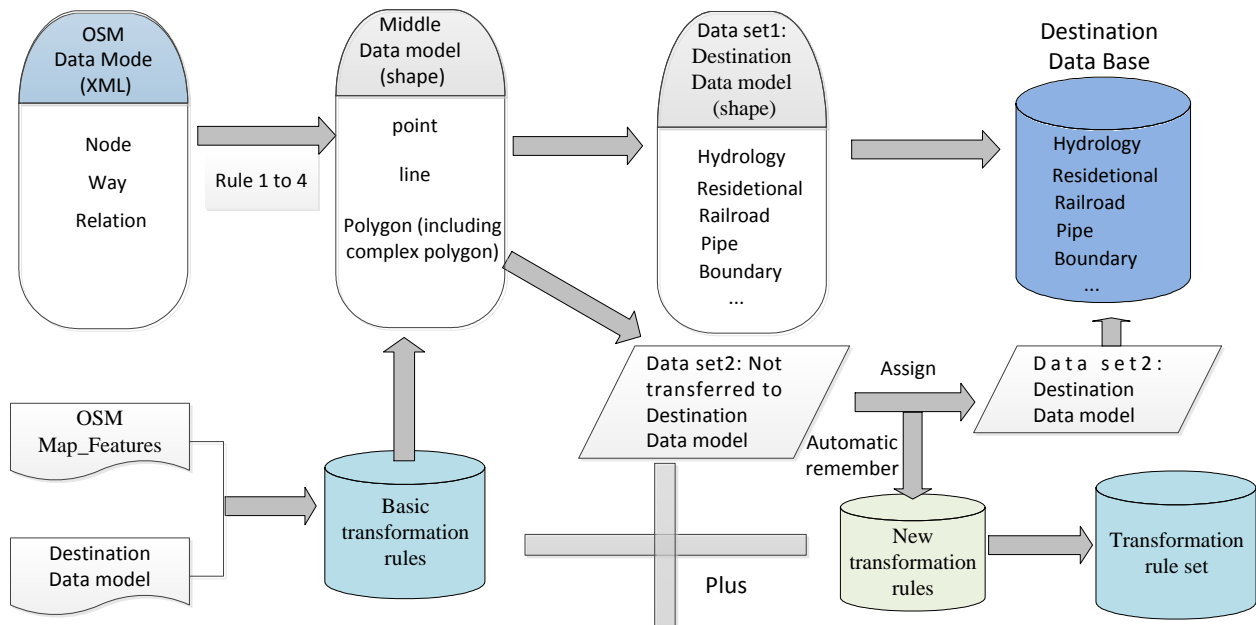 OSM
Data Mode
(XML)
Node
Way
Relation
Rule 1 to 4
Middle
Data model
(shape)
point
line
Polygon (including
complex polygon)
Data set1:
Destination
Data model
(shape)
Hydrology
Residetional
Railroad
Pipe
Boundary
...
Destination
Data Base
Hydrology
Residetional
Railroad
Pipe
Boundary
...
Data set2: Not
transferred to
Destination
Data model
Assign
Automatic
remember
Data set2:
Destination
Data model
OSM
Map_Features
Destination
Data model
Basic
transformation
rules
Plus
New
transformation
rules
Transformation
rule set